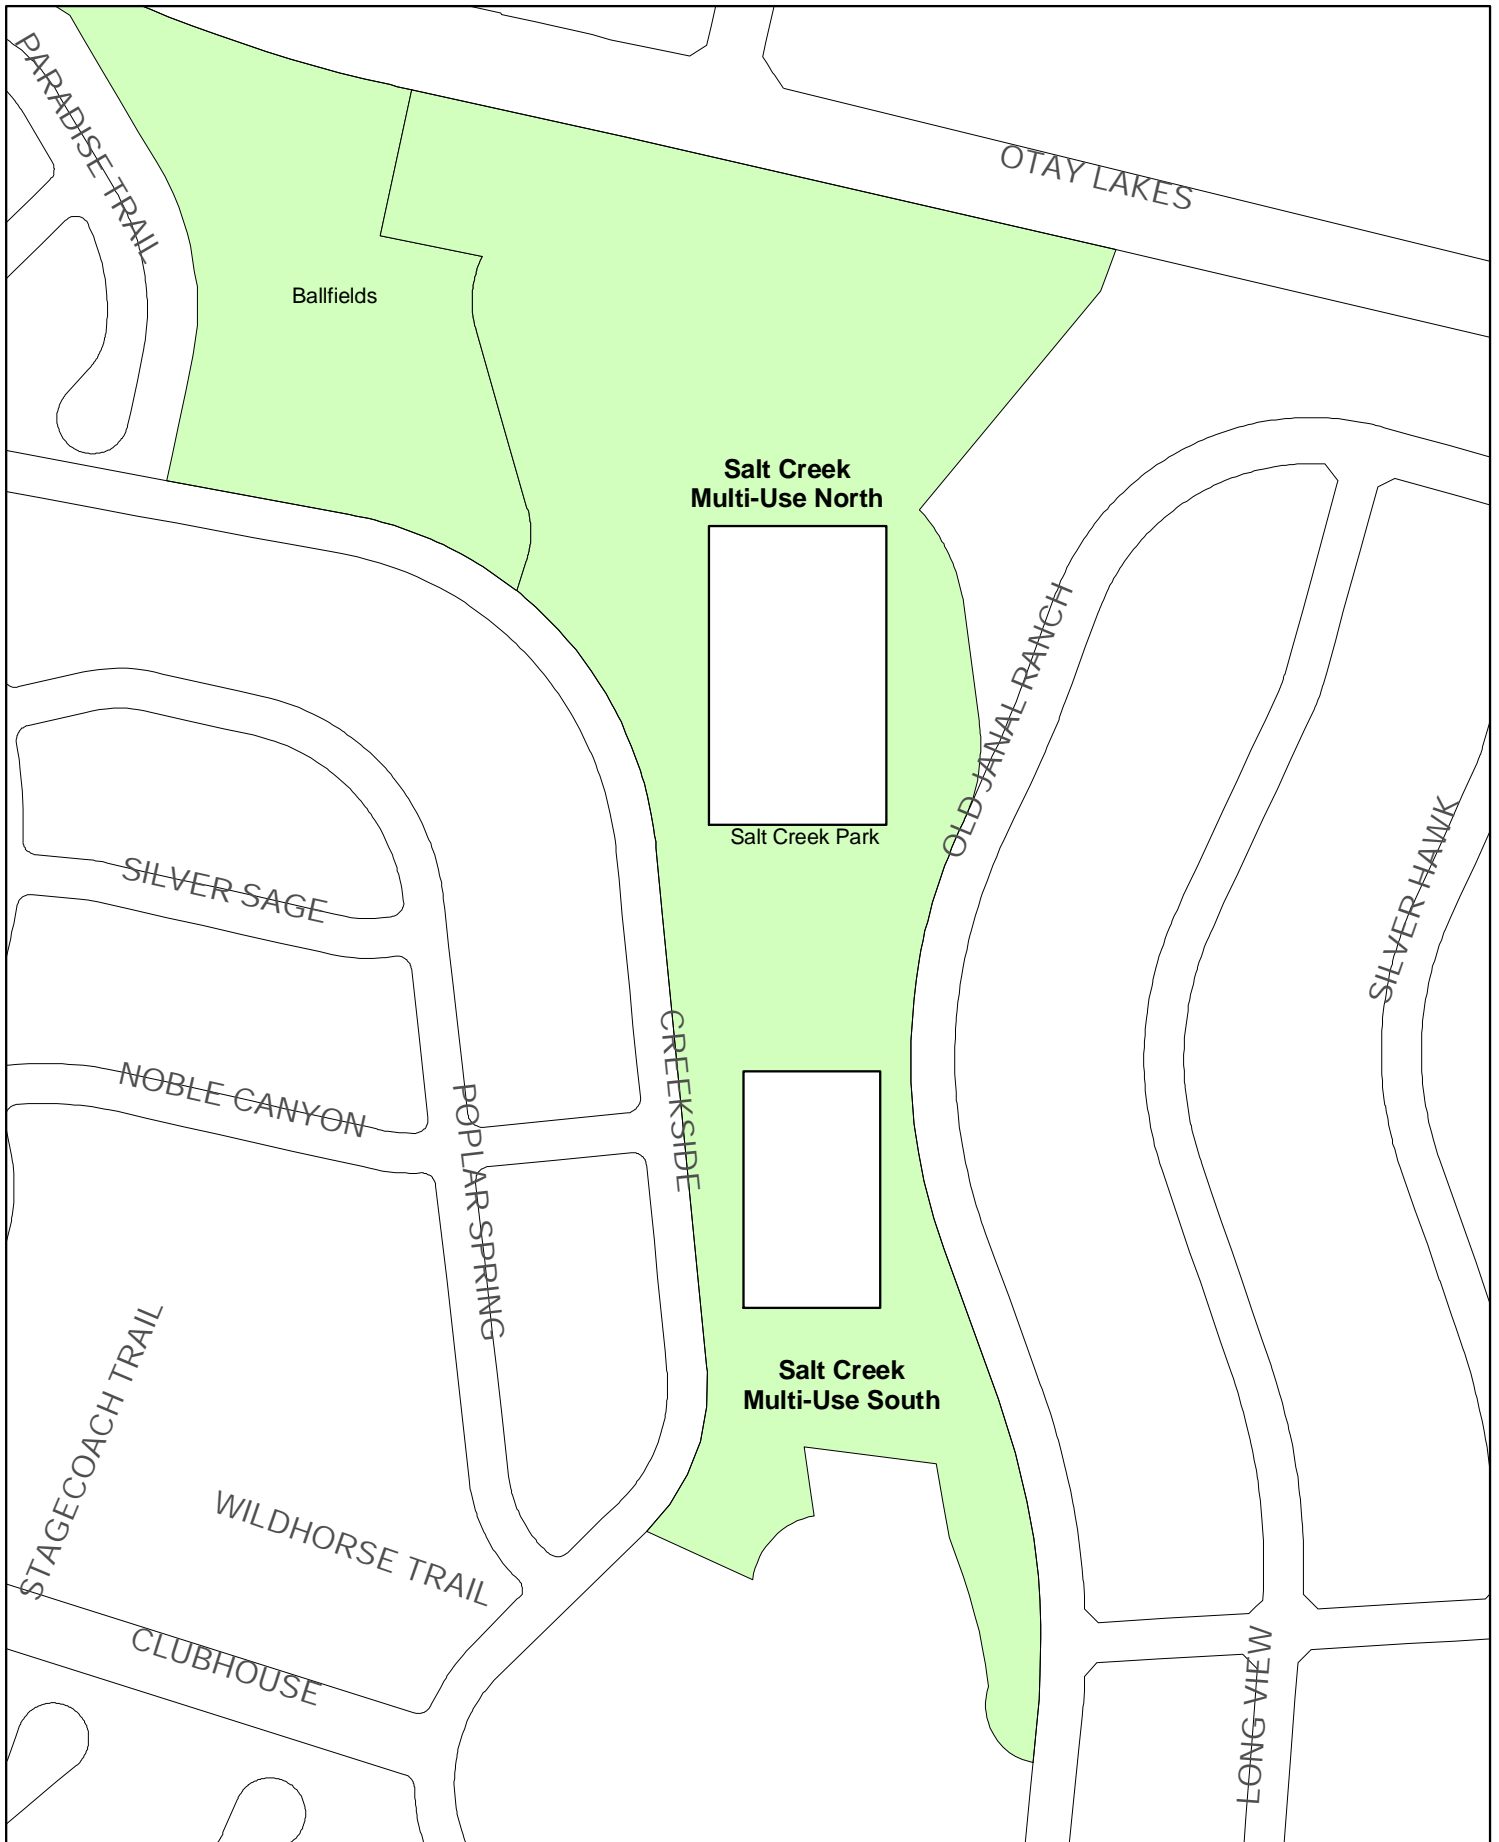 PARADISE TRAIL
OTAY LAKES
Ballfields
Salt Creek
Multi-Use North
OLD JANAL RANCH
Salt Creek Park
SILVER HAWK
SILVER SAGE
CREEKSIDE
NOBLE CANYON
POPLAR SPRING
STAGECOACH TRAIL
Salt Creek
Multi-Use South
WILDHORSE TRAIL
CLUBHOUSE
LONG VIEW